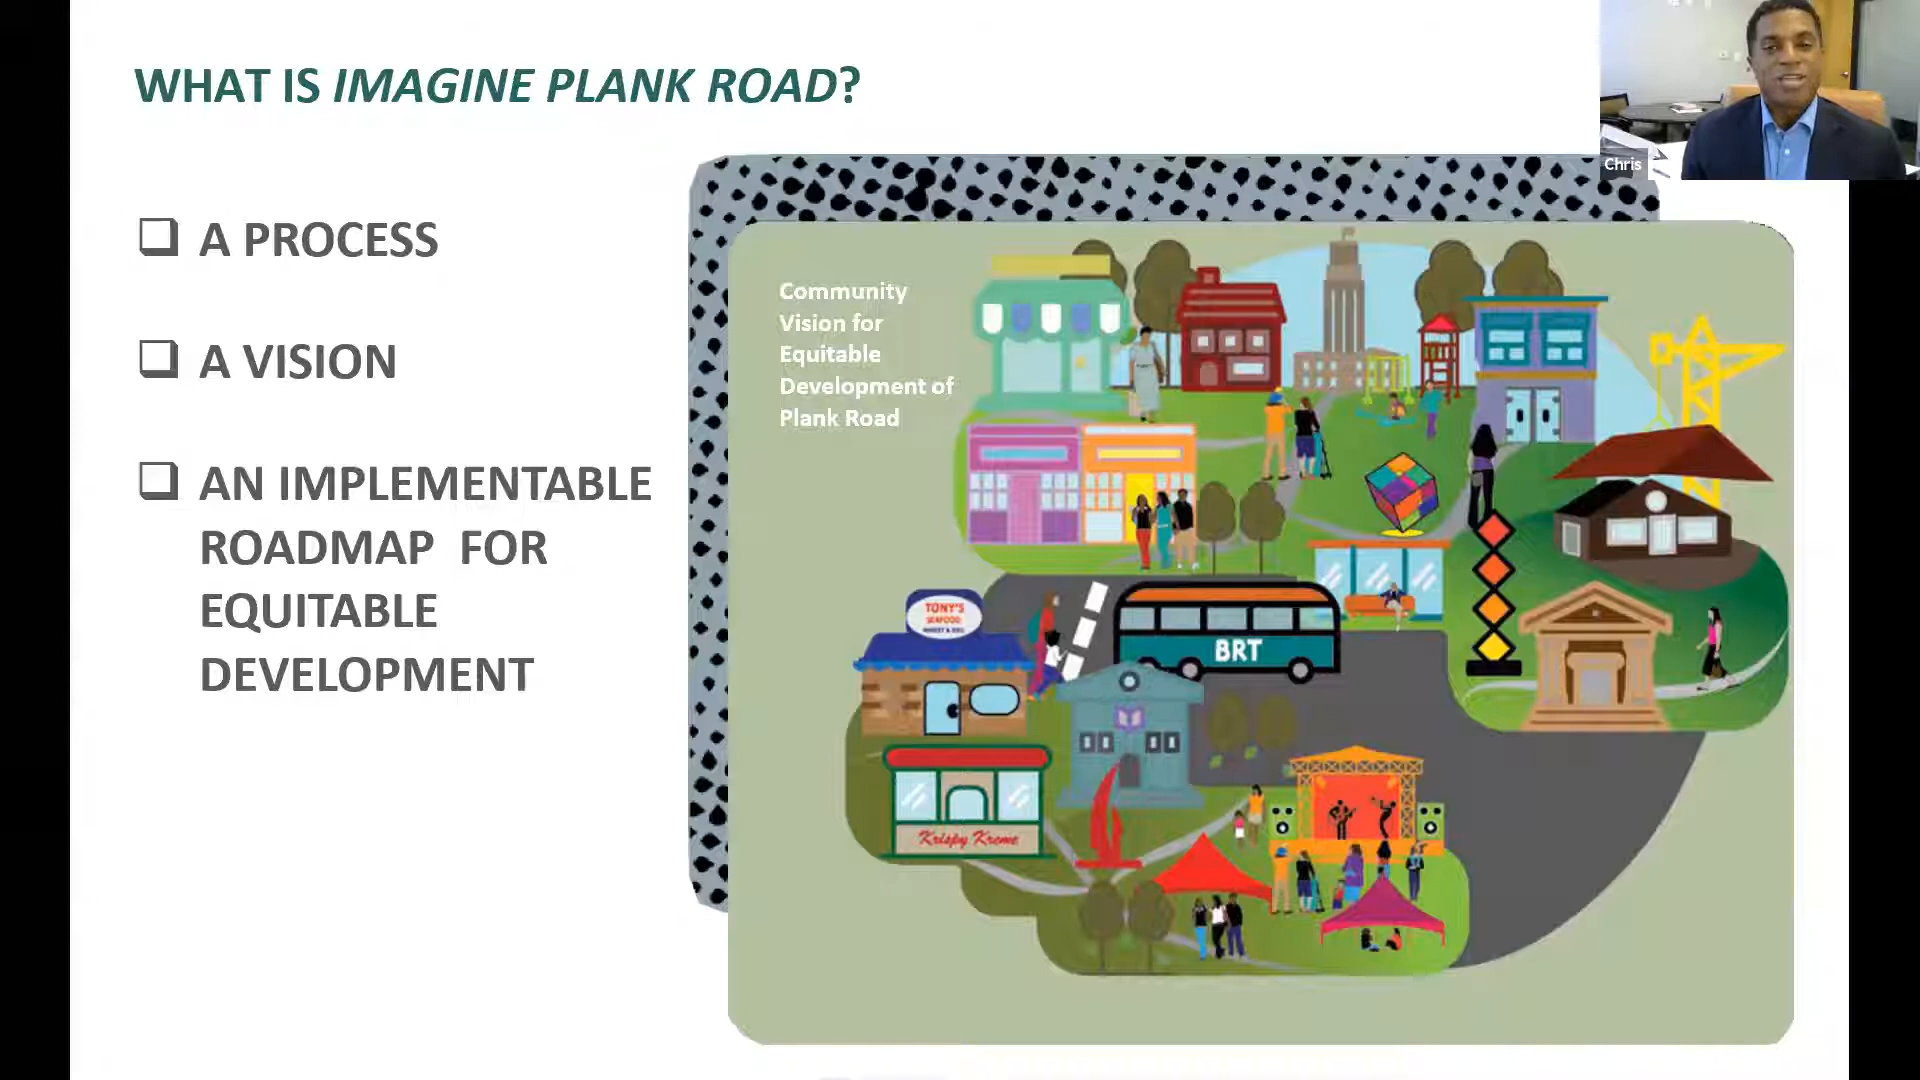 WHAT IS IMAGINE PLANK ROAD?
Chris
A PROCESS
A VISION
AN IMPLEMENTABLE
ROADMAP FOR
EQUITABLE
DEVELOPMENT
Community
Vision for
Equitable
Development of
Plank Road
TONY'S
SEAFOOD
BRT
Krispy Kreme